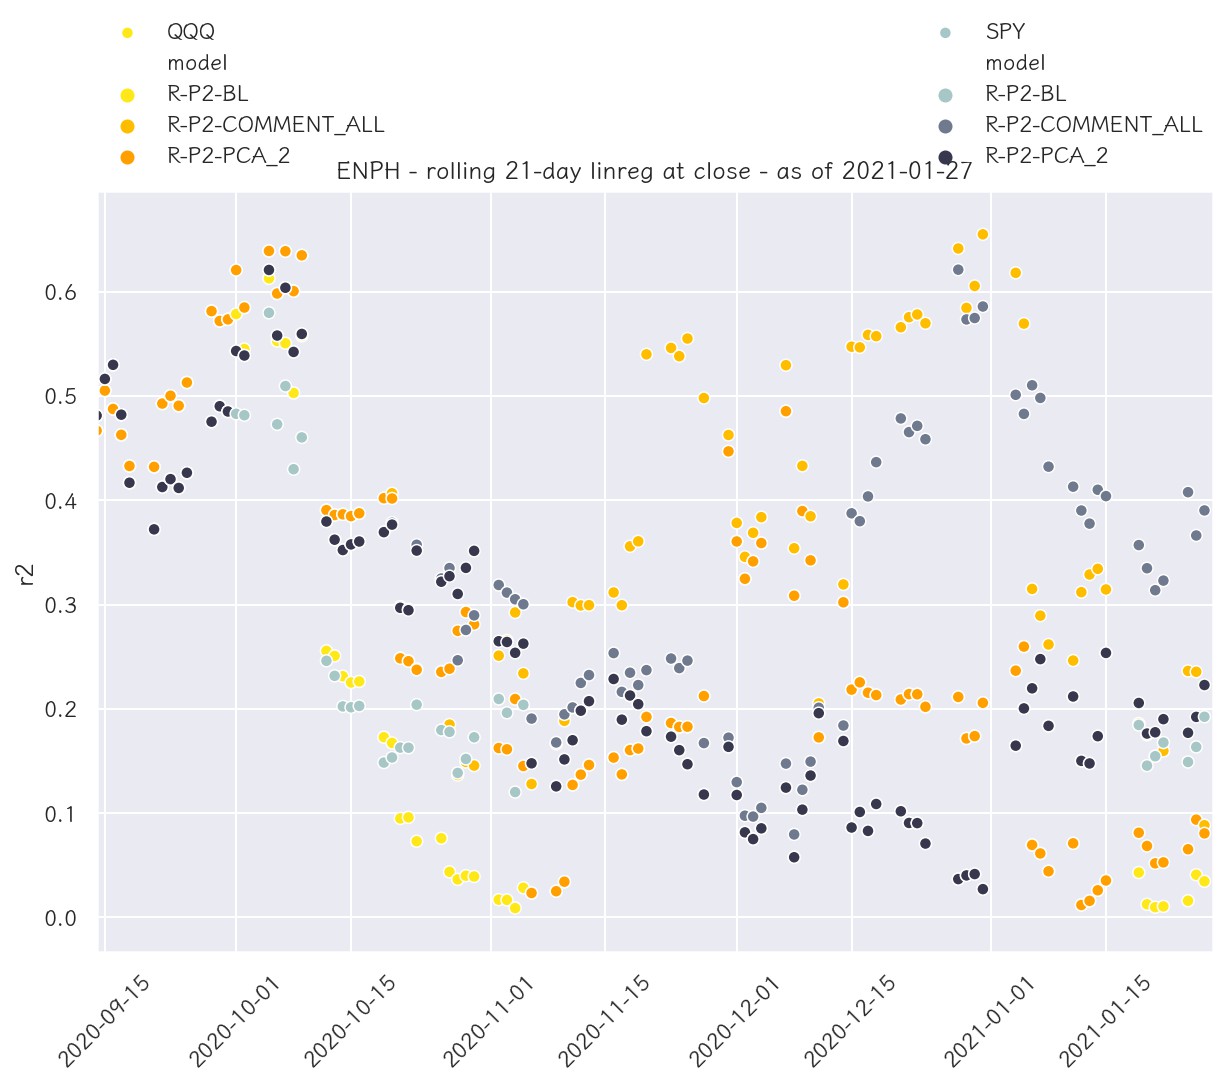 QQQ
model
R-P2-BL
R-P2-COMMENT_ALL
R-P2-PCA_2
SPY
model
R-P2-BL
R-P2-COMMENT_ALL
R-P2-PCA_2
ENPH - rolling 21-day linreg at close - as of 2021-01-27
r2
0.6
0.5
0.4
0.3
0.2
0.1
0.0
2020-09-15
2020-10-01
2020-10-15
2020-11-01
2020-11-15
2020-12-01
2020-12-15
2021-01-01
2021-01-15